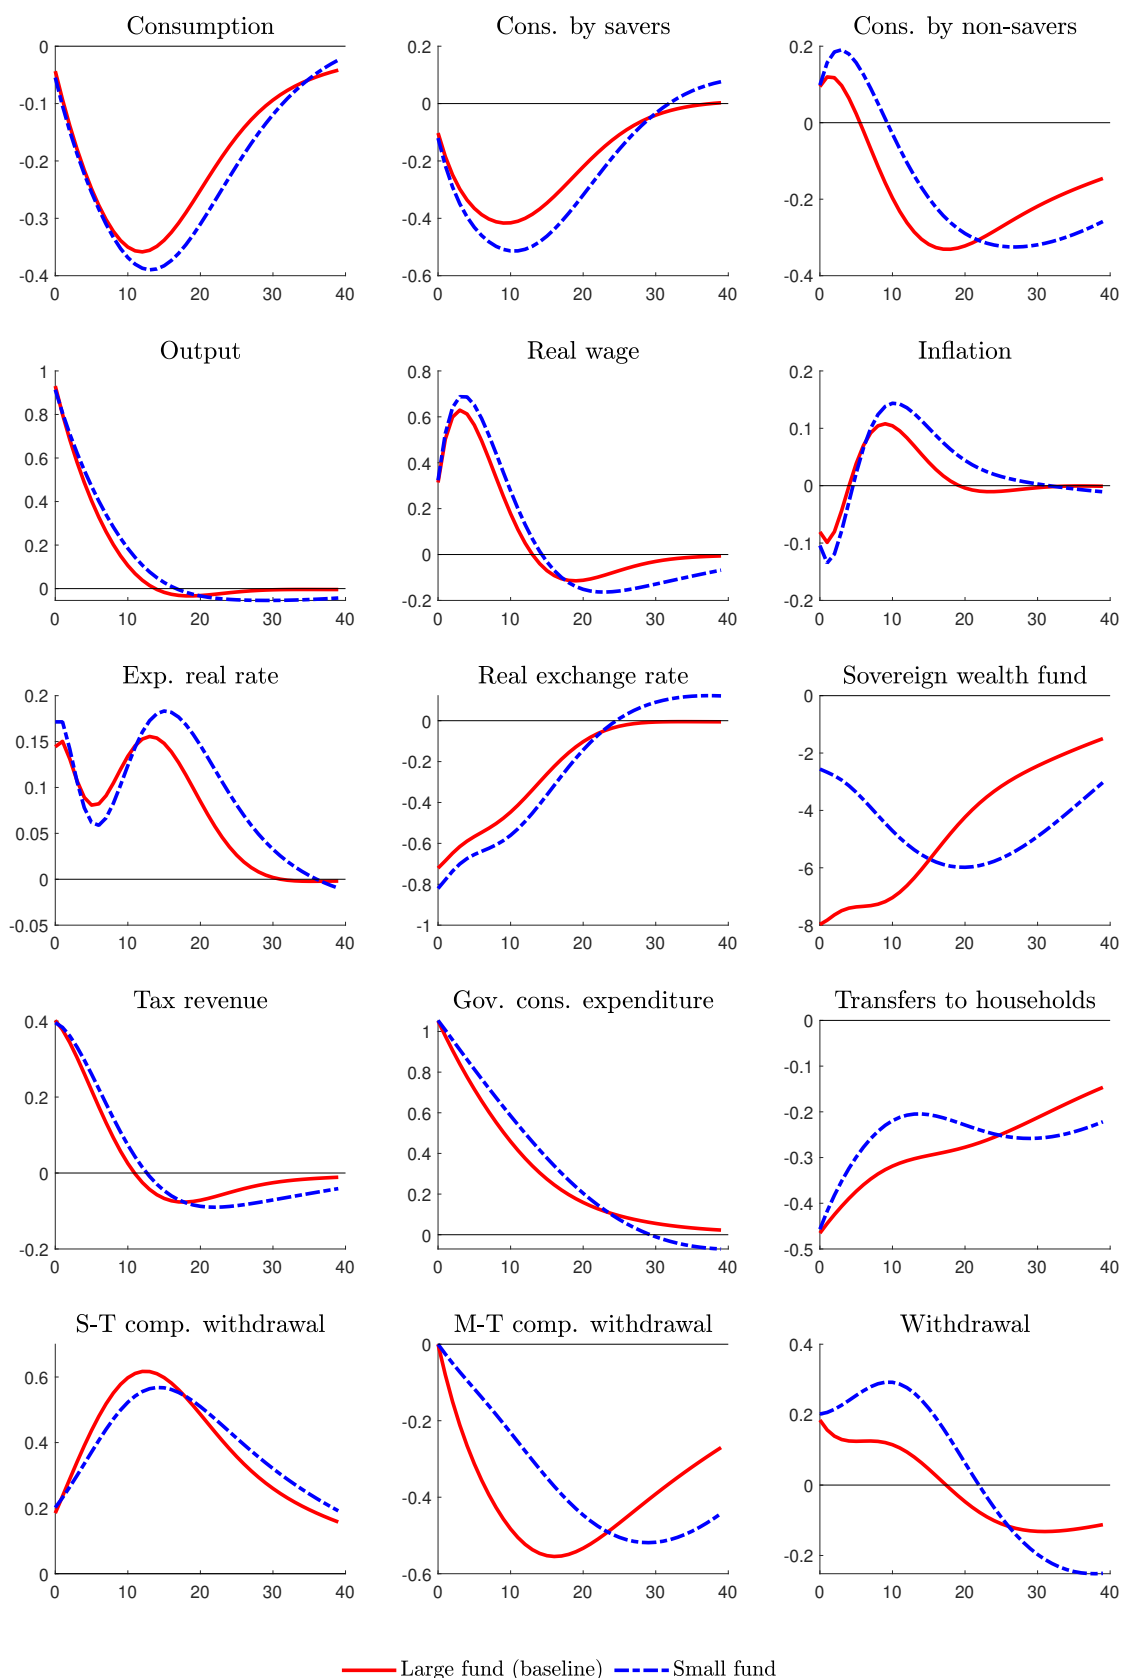 Consumption Cons. by savers Cons. by non-savers
0 0.2 0.2
-0.1 0 0
-0.2 -0.2
-0.3 -0.4 -0.2
-0.4 -0.6 -0.4
0 10 20 30 40 0 10 20 30 40 0 10 20 30 40
Output Real wage Inflation
1 0.8 0.2
0.8 0.6 0.1
0.6 0.4
0.4 0.2 0
0.2 0 -0.1
0 -0.2 -0.2
0 10 20 30 40 0 10 20 30 40 0 10 20 30 40
Exp. real rate Real exchange rate Sovereign wealth fund
0.2 0 0
0.15 -0.2 -2
0.1 -0.4 -4
0.05 -0.6
0 -0.8 -6
-0.05 -1 -8
0 10 20 30 40 0 10 20 30 40 0 10 20 30 40
Tax revenue Gov. cons. expenditure Transfers to households
0.4 1 0
0.8 -0.1
0.2 0.6 -0.2
0.4 -0.3
0 0.2 -0.4
-0.2 0 -0.5
0 10 20 30 40 0 10 20 30 40 0 10 20 30 40
S-T comp. withdrawal M-T comp. withdrawal Withdrawal
0.6 0 0.4
0.4 -0.2 0.2
0.2 -0.4 0
0 -0.6 -0.2
0 10 20 30 40 0 10 20 30 40 0 10 20 30 40
Large fund (baseline) Small fund